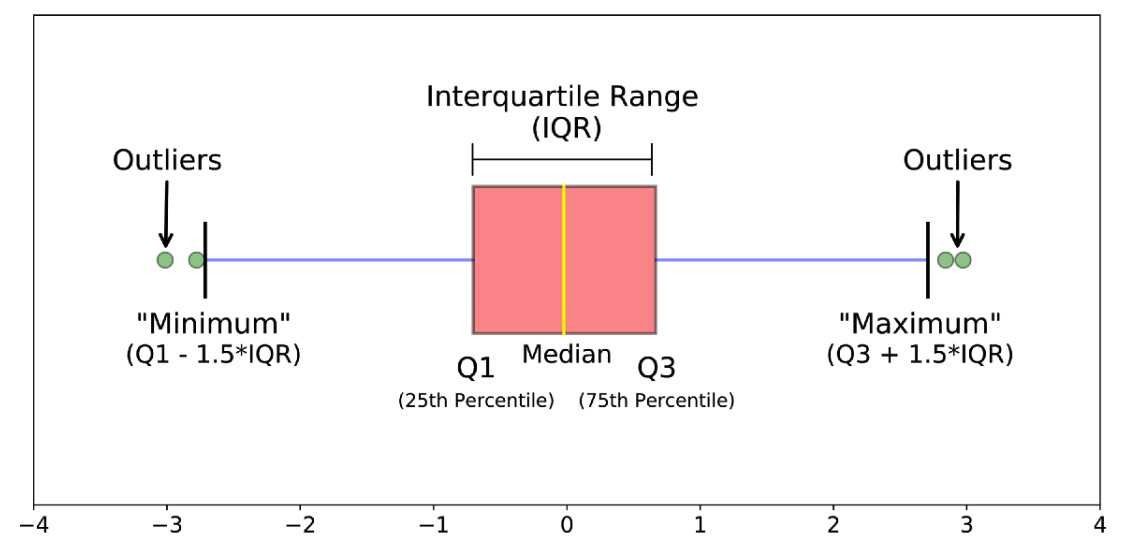 Interquartile Range
(IQR)
Outliers
Outliers
"Minimum"
(Q1 - 1.5*IQR)
"Maximum"
(Q3 + 1.5*IQR)
Median
Q1
Q3
(25th Percentile)
(75th Percentile)
−4
−3
−2
−1
0
1
2
3
4